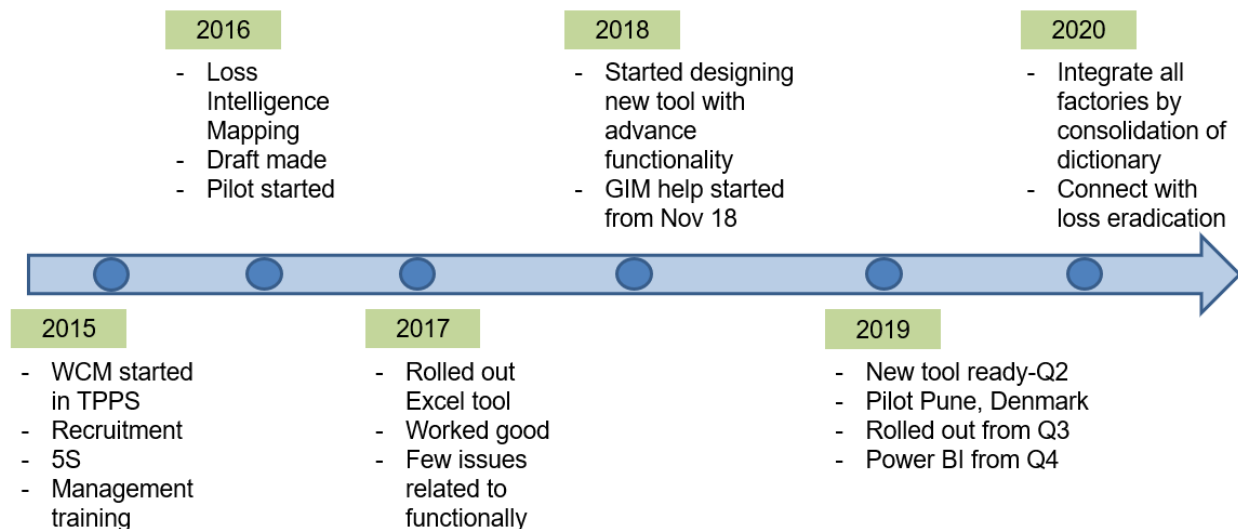 2016
- Loss
Intelligence
Mapping
- Draft made
- Pilot started
2018
- Started designing
new tool with
advance
functionality
- GIM help started
from Nov 18
2020
- Integrate all
factories by
consolidation of
dictionary
- Connect with
loss eradication
2015
- WCM started
in TPPS
- Recruitment
- 5S
- Management
training
2017
- Rolled out
Excel tool
- Worked good
- Few issues
related to
functionally
2019
- New tool ready-Q2
- Pilot Pune, Denmark
- Rolled out from Q3
- Power BI from Q4